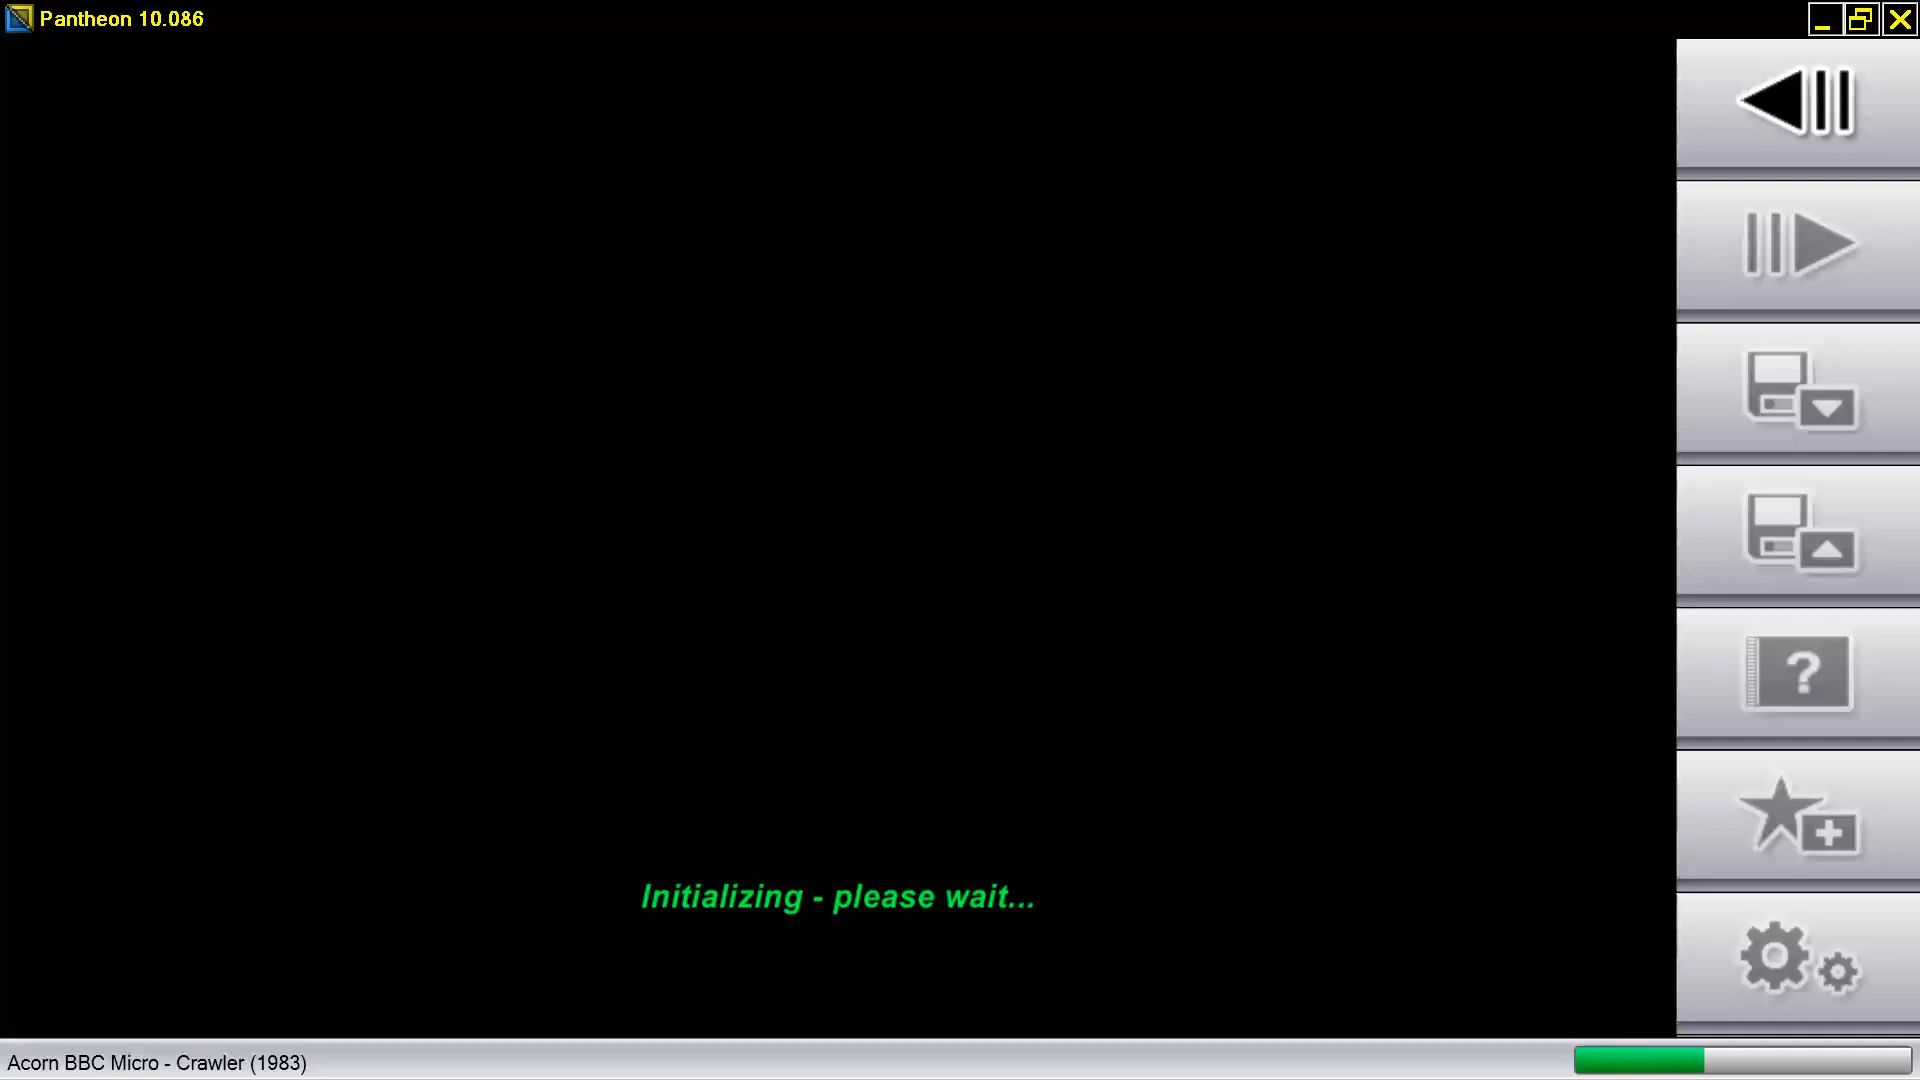 Pantheon 10.086
Initializing - please wait...
Acorn BBC Micro - Crawler (1983)